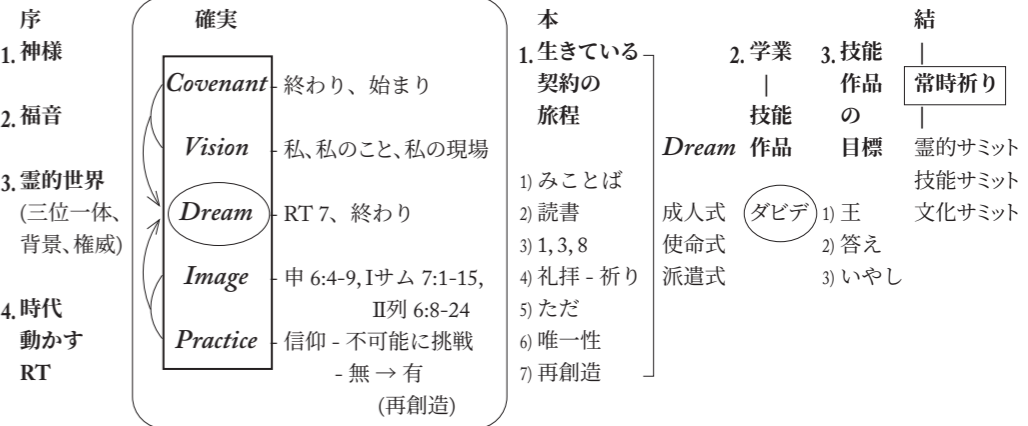 序
1. 神様
2. 福音
3. 霊的世界
(三位一体、
背景、権威)
4. 時代
動かす
RT
確実
Covenant - 終わり、始まり
Vision - 私、私のこと、私の現場
Dream - RT 7、終わり
Image - 申 6:4-9, Iサム 7:1-15,
Ⅱ列 6:8-24
Practice - 信仰 - 不可能に挑戦
- 無 → 有
(再創造)
本
1. 生きている
契約の
旅程
1) みことば
2) 読書
3) 1, 3, 8
4) 礼拝 - 祈り
5) ただ
6) 唯一性
7) 再創造
Dream
成人式
使命式
派遣式
2. 学業
|
技能
作品
ダビデ
3. 技能
作品
の
目標
1) 王
2) 答え
3) いやし
結
|
常時祈り
|
霊的サミット
技能サミット
文化サミット